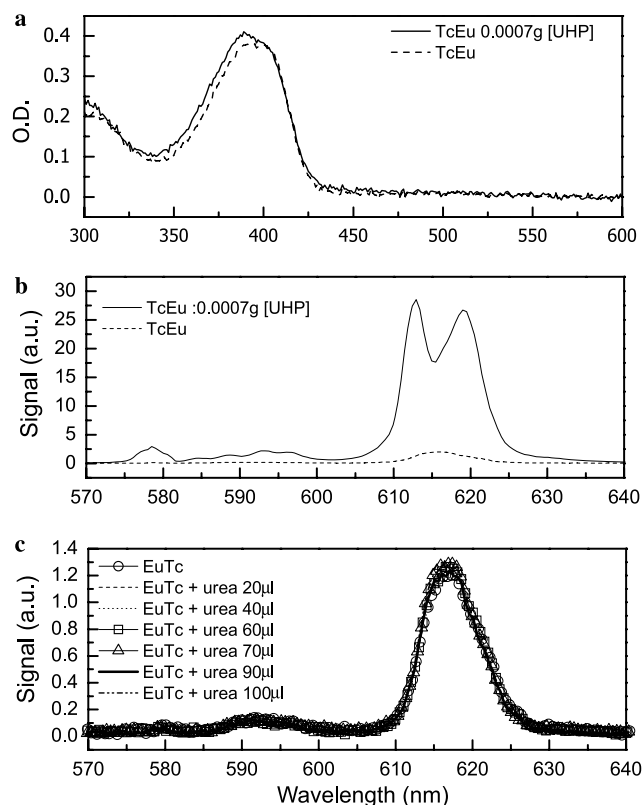 a
0.4
0.3
0.2
0.1
0.0
O.D.
TcEu 0.0007g [UHP]
TcEu
300 350 400 450 500 550 600
b
30
25
20
15
10
5
0
Signal (a.u.)
TcEu :0.0007g [UHP]
TcEu
570 580 590 600 610 620 630 640
c
1.4
1.2
1.0
0.8
0.6
0.4
0.2
0.0
Signal (a.u.)
EuTc
EuTc + urea 20µl
EuTc + urea 40µl
EuTc + urea 60µl
EuTc + urea 70µl
EuTc + urea 90µl
EuTc + urea 100µl
570 580 590 600 610 620 630 640
Wavelength (nm)